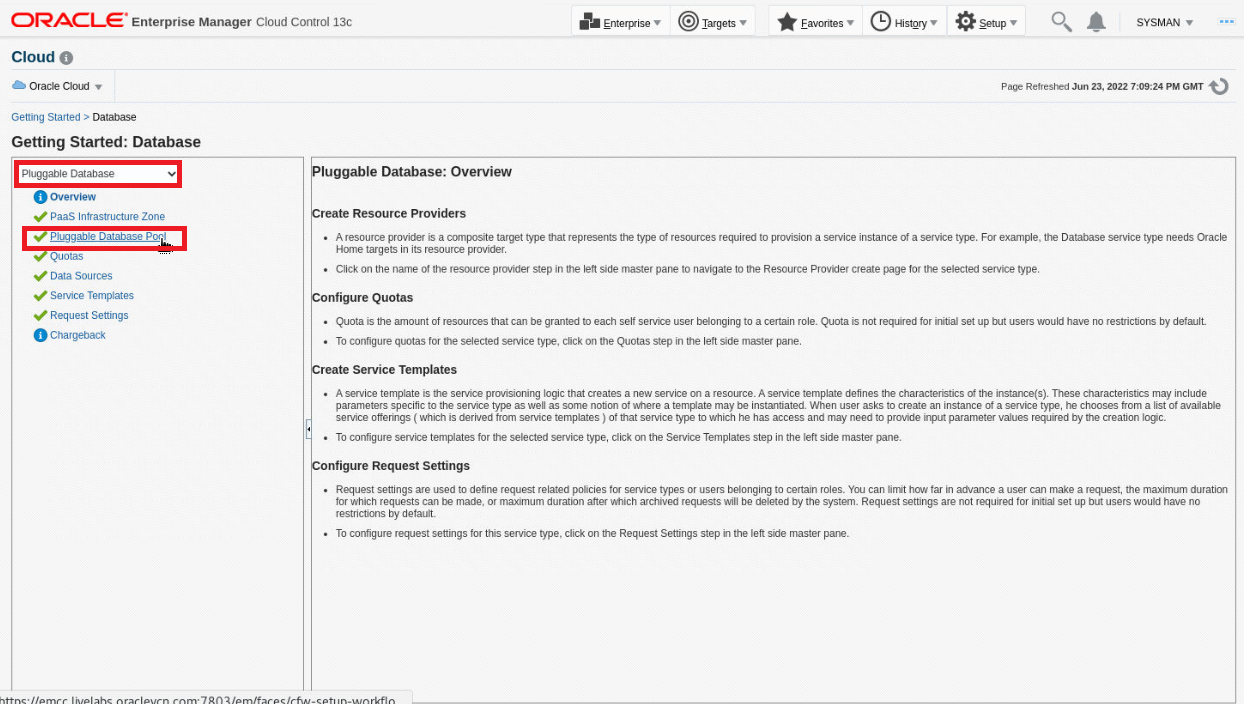 ORACLE Enterprise Manager Cloud Control 13c
Enterprise
Targets
Favorites
History
Setup
SYSMAN
Cloud
Oracle Cloud
Page Refreshed Jun 23, 2022 7:09:24 PM GMT
Getting Started > Database
Getting Started: Database
Pluggable Database
Overview
PaaS Infrastructure Zone
Pluggable Database Pool
Quotas
Data Sources
Service Templates
Request Settings
Chargeback
Pluggable Database: Overview
Create Resource Providers
• A resource provider is a composite target type that represents the type of resources required to provision a service instance of a service type. For example, the Database service type needs Oracle
Home targets in its resource provider.
• Click on the name of the resource provider step in the left side master pane to navigate to the Resource Provider create page for the selected service type.
Configure Quotas
• Quota is the amount of resources that can be granted to each self service user belonging to a certain role. Quota is not required for initial set up but users would have no restrictions by default.
• To configure quotas for the selected service type, click on the Quotas step in the left side master pane.
Create Service Templates
• A service template is the service provisioning logic that creates a new service on a resource. A service template defines the characteristics of the instance(s). These characteristics may include
parameters specific to the service type as well as some notion of where a template may be instantiated. When user asks to create an instance of a service type, he chooses from a list of available
service offerings ( which is derived from service templates ) of that service type to which he has access and may need to provide input parameter values required by the creation logic.
• To configure service templates for the selected service type, click on the Service Templates step in the left side master pane.
Configure Request Settings
• Request settings are used to define request related policies for service types or users belonging to certain roles. You can limit how far in advance a user can make a request, the maximum duration
for which requests can be made, or maximum duration after which archived requests will be deleted by the system. Request settings are not required for initial set up but users would have no
restrictions by default.
• To configure request settings for this service type, click on the Request Settings step in the left side master pane.
https://emcc.livelabs.oraclevcn.com:7803/em/faces/cfw-setup-workflo...